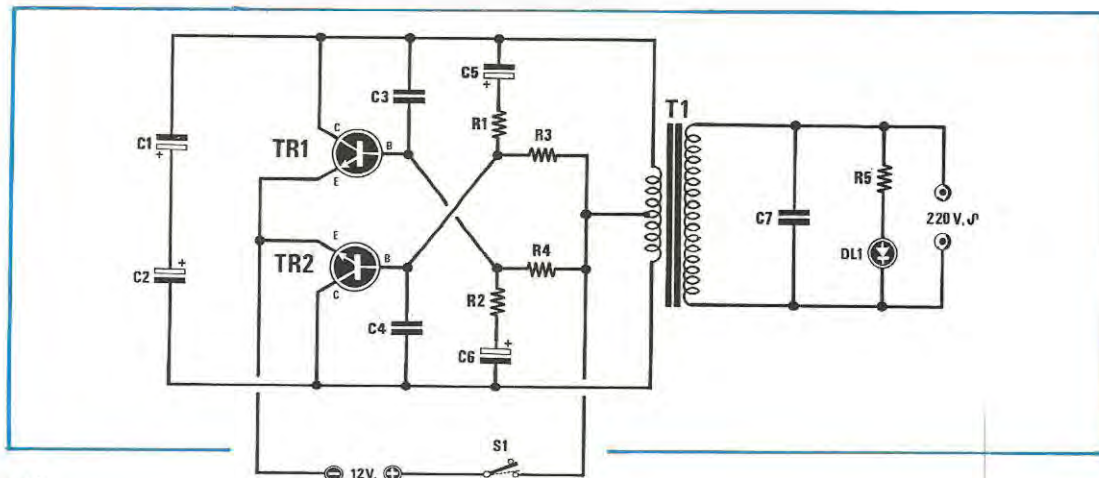 C5
+
T1
C3
R1
R3
C
C1
+
TR1
B
E
R5
C7
220 V. ᔑ
E
+
C2
TR2
B
R4
DL1
C
R2
C4
+
C6
S1
- 12V. +